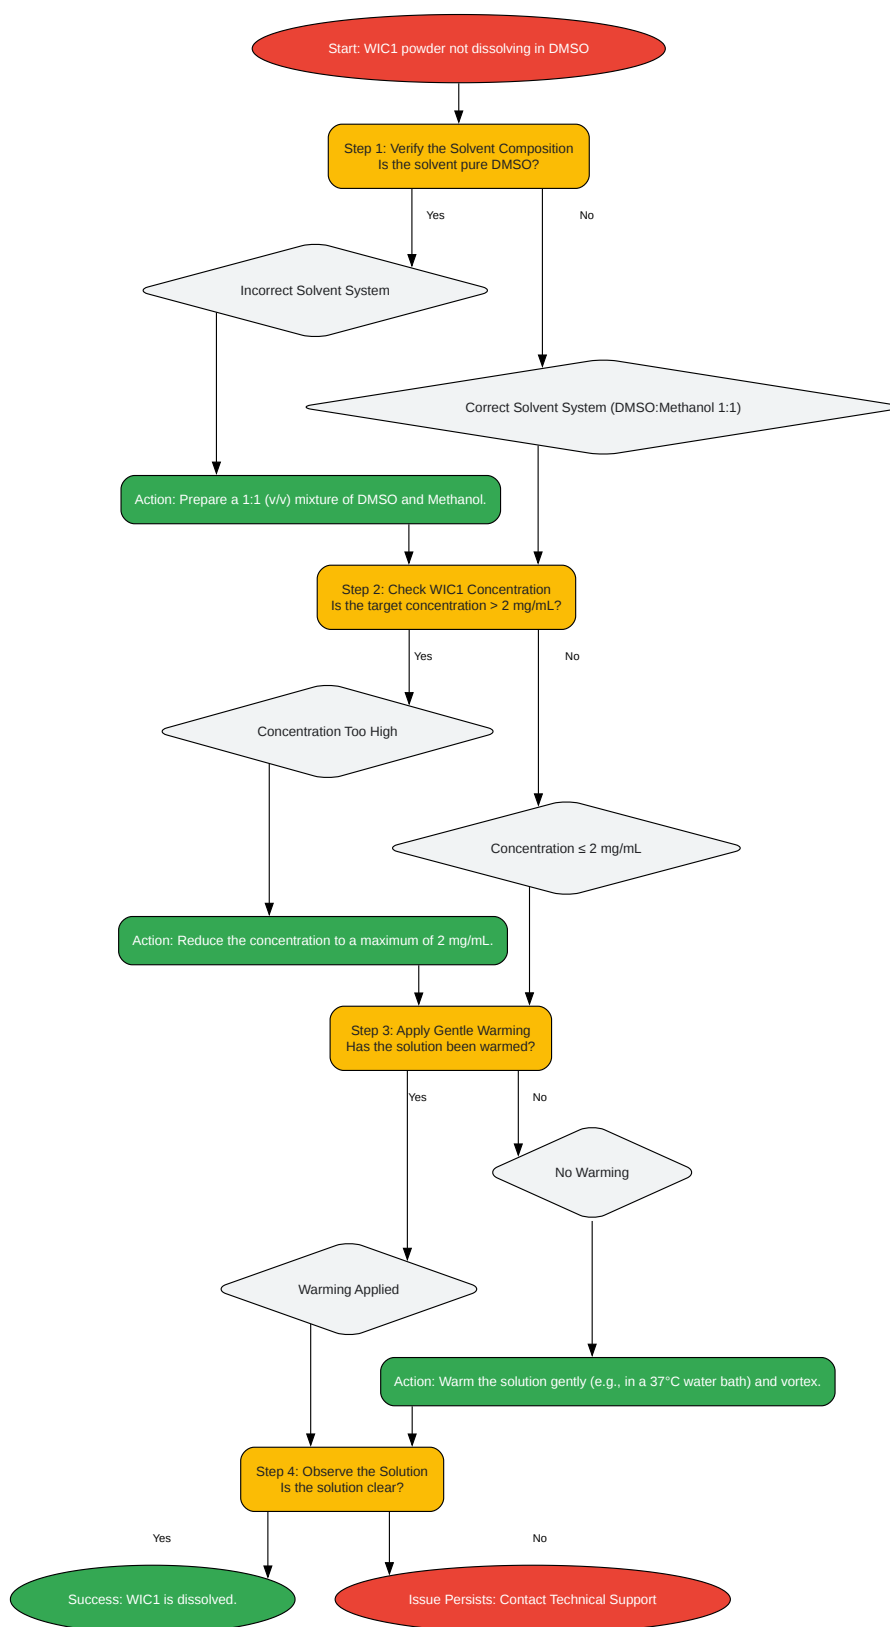 Start: WIC1 powder not dissolving in DMSO
Step 1: Verify the Solvent Composition
Is the solvent pure DMSO?
Yes
No
Incorrect Solvent System
Correct Solvent System (DMSO:Methanol 1:1)
Action: Prepare a 1:1 (v/v) mixture of DMSO and Methanol.
Step 2: Check WIC1 Concentration
Is the target concentration > 2 mg/mL?
Yes
No
Concentration Too High
Concentration ≤ 2 mg/mL
Action: Reduce the concentration to a maximum of 2 mg/mL.
Step 3: Apply Gentle Warming
Has the solution been warmed?
Yes
No
No Warming
Warming Applied
Action: Warm the solution gently (e.g., in a 37°C water bath) and vortex.
Step 4: Observe the Solution
Is the solution clear?
Yes
No
Success: WIC1 is dissolved.
Issue Persists: Contact Technical Support